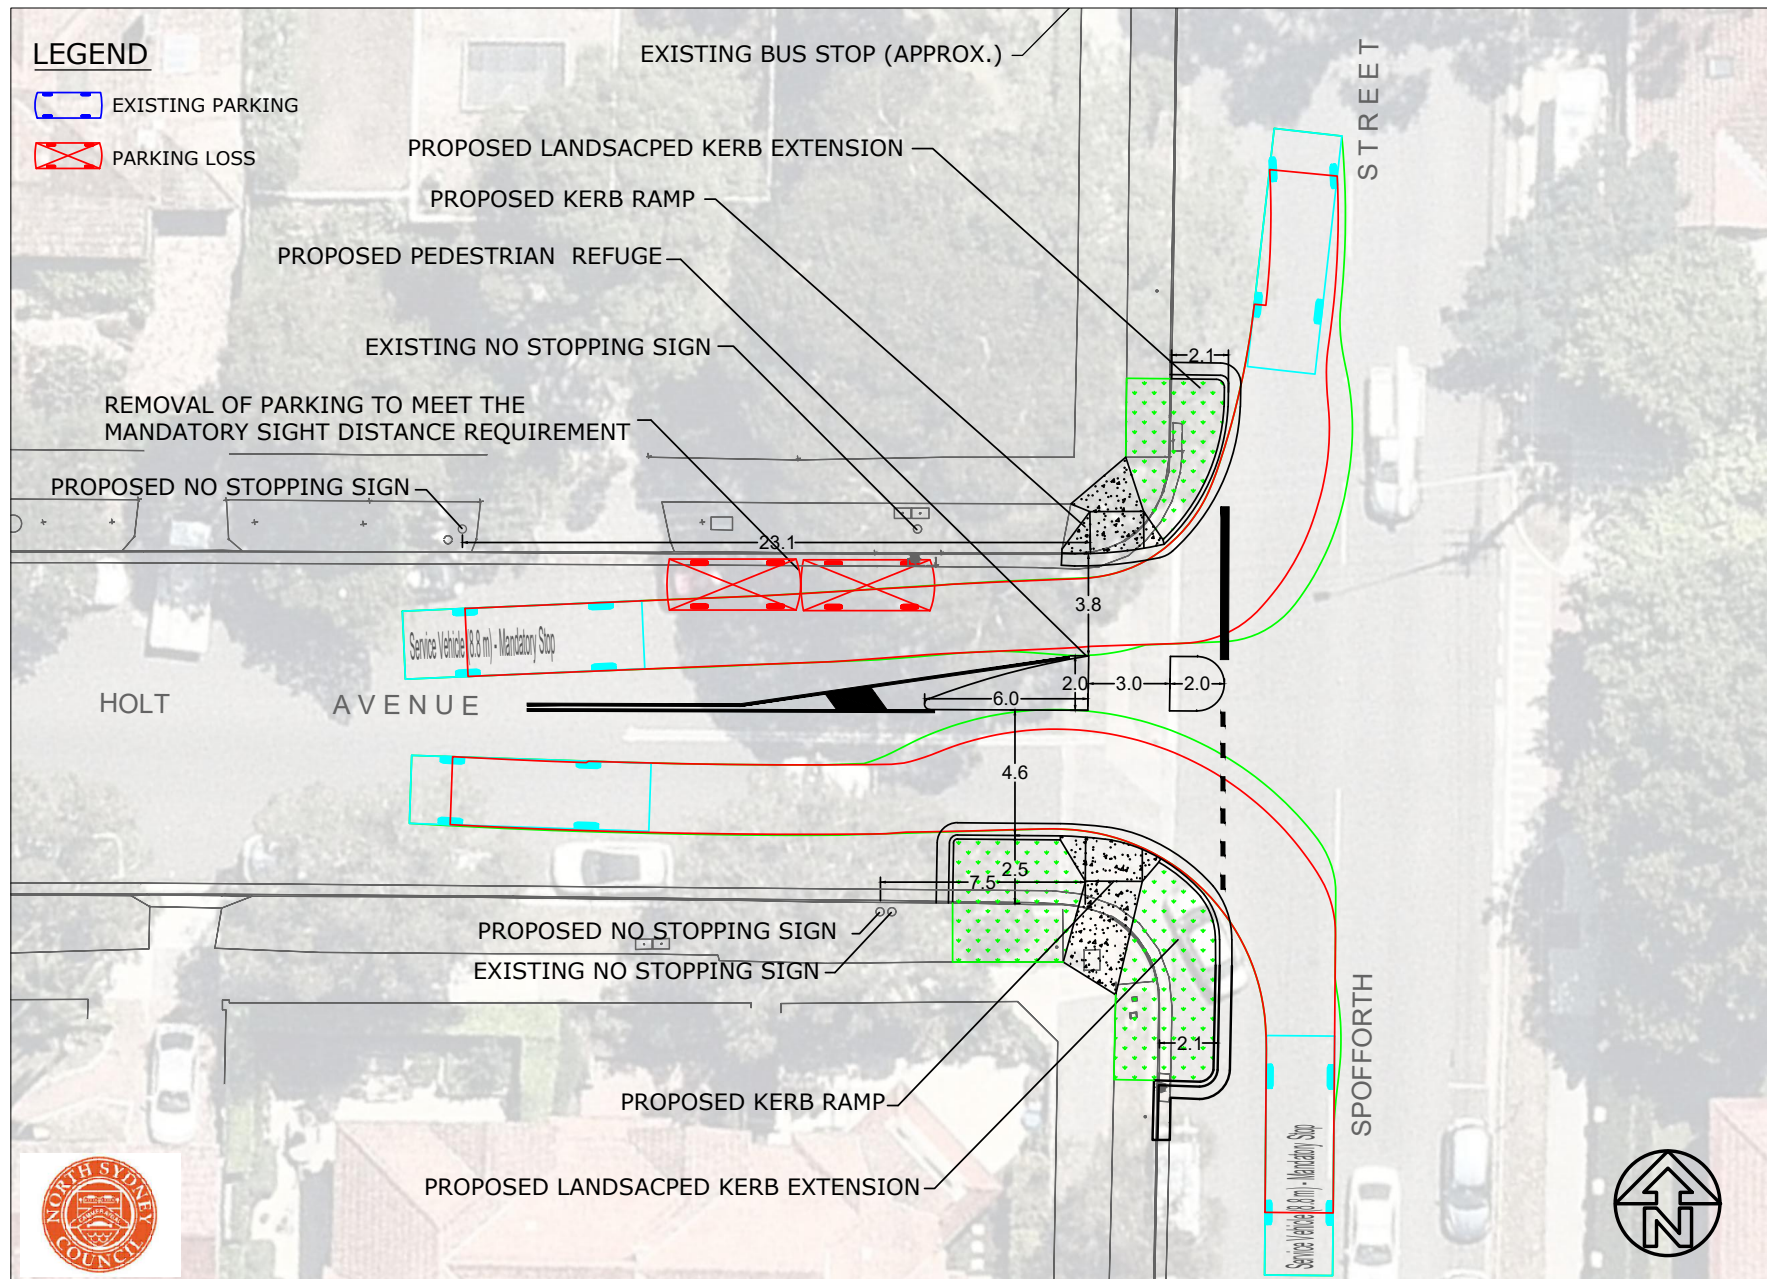 LEGEND
EXISTING PARKING
PARKING LOSS
EXISTING BUS STOP (APPROX.)
PROPOSED LANDSACPED KERB EXTENSION
PROPOSED KERB RAMP
PROPOSED PEDESTRIAN REFUGE
EXISTING NO STOPPING SIGN
REMOVAL OF PARKING TO MEET THE
MANDATORY SIGHT DISTANCE REQUIREMENT
PROPOSED NO STOPPING SIGN
STREET
2.1
23.1
3.8
Service Vehicle (8.8 m) - Mandatory Stop
HOLT AVENUE
6.0
2.0
3.0
2.0
4.6
2.5
7.5
PROPOSED NO STOPPING SIGN
EXISTING NO STOPPING SIGN
2.1
SPOFFORTH
PROPOSED KERB RAMP
PROPOSED LANDSACPED KERB EXTENSION
Service Vehicle (8.8 m) - Mandatory Stop
NORTH SYDNEY
COUNCIL
N